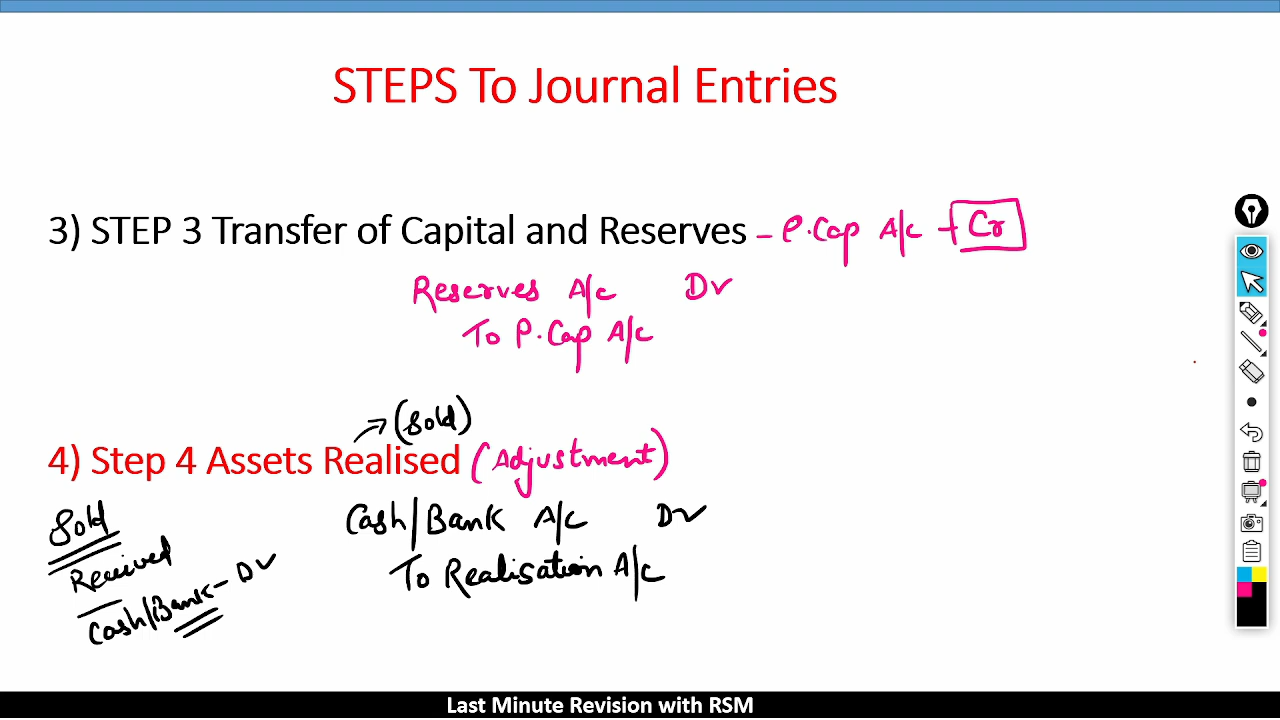 STEPS To Journal Entries
3) STEP 3 Transfer of Capital and Reserves - P.Cap A/c + Cr
Reserves A/c Dr
To P.Cap A/c
(Sold)
4) Step 4 Assets Realised (Adjustment)
Sold
Cash/Bank A/c Dr
Received
To Realisation A/c
Cash/Bank - Dr
Last Minute Revision with RSM